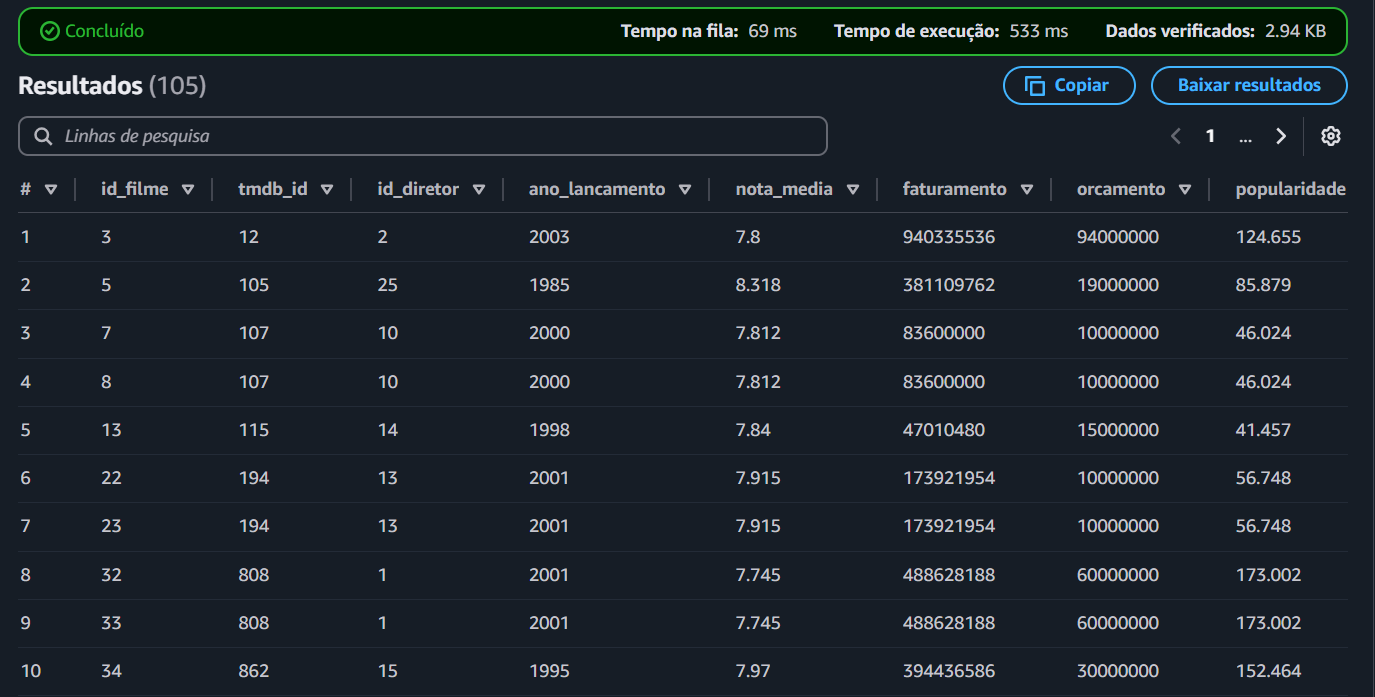 Concluído Tempo na fila: 69 ms Tempo de execução: 533 ms Dados verificados: 2.94 KB
Resultados (105) Copiar Baixar resultados
Linhas de pesquisa 1 ...
# id_filme tmdb_id id_diretor ano_lancamento nota_media faturamento orcamento popularidade
1 3 12 2 2003 7.8 940335536 94000000 124.655
2 5 105 25 1985 8.318 381109762 19000000 85.879
3 7 107 10 2000 7.812 83600000 10000000 46.024
4 8 107 10 2000 7.812 83600000 10000000 46.024
5 13 115 14 1998 7.84 47010480 15000000 41.457
6 22 194 13 2001 7.915 173921954 10000000 56.748
7 23 194 13 2001 7.915 173921954 10000000 56.748
8 32 808 1 2001 7.745 488628188 60000000 173.002
9 33 808 1 2001 7.745 488628188 60000000 173.002
10 34 862 15 1995 7.97 394436586 30000000 152.464